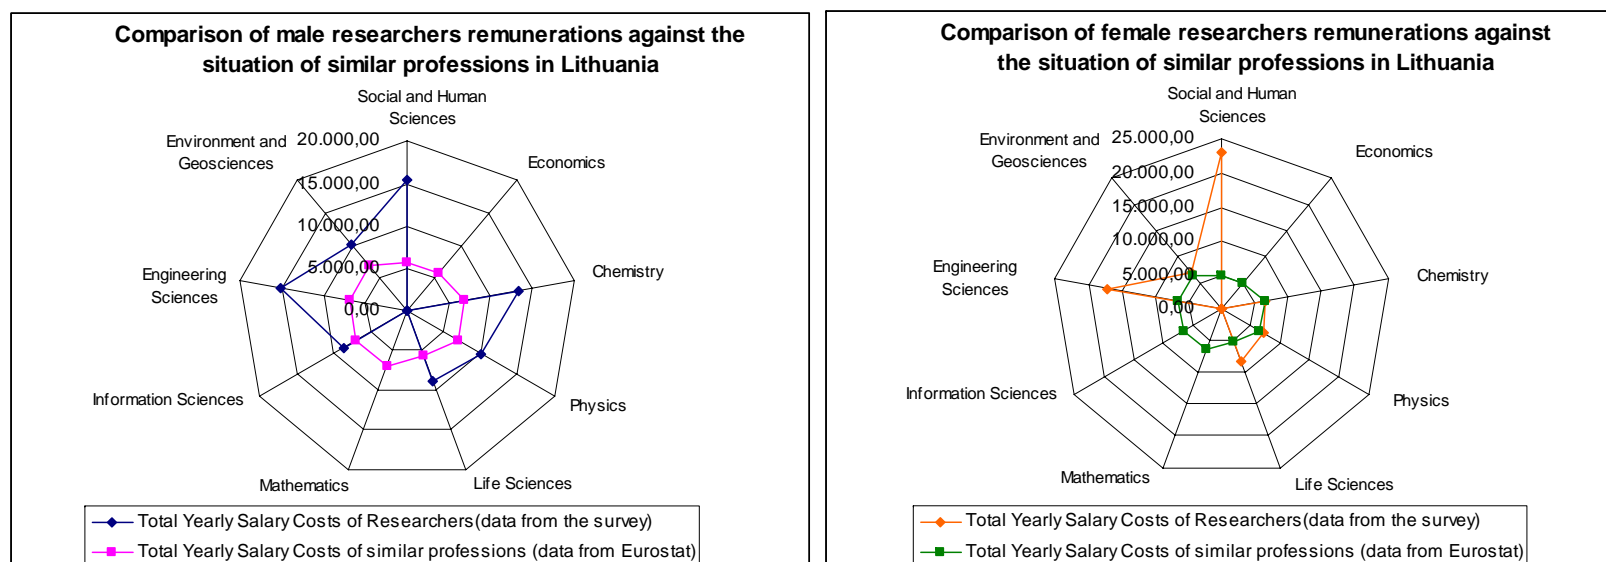 Comparison of male researchers remunerations against the
situation of similar professions in Lithuania
Social and Human
Sciences
Economics
Chemistry
Physics
Life Sciences
Mathematics
Information Sciences
Engineering
Sciences
Environment and
Geosciences
20.000,00
15.000,00
10.000,00
5.000,00
0,00
Total Yearly Salary Costs of Researchers(data from the survey)
Total Yearly Salary Costs of similar professions (data from Eurostat)
Comparison of female researchers remunerations against
the situation of similar professions in Lithuania
Social and Human
Sciences
Economics
Chemistry
Physics
Life Sciences
Mathematics
Information Sciences
Engineering
Sciences
Environment and
Geosciences
25.000,00
20.000,00
15.000,00
10.000,00
5.000,00
0,00
Total Yearly Salary Costs of Researchers(data from the survey)
Total Yearly Salary Costs of similar professions (data from Eurostat)